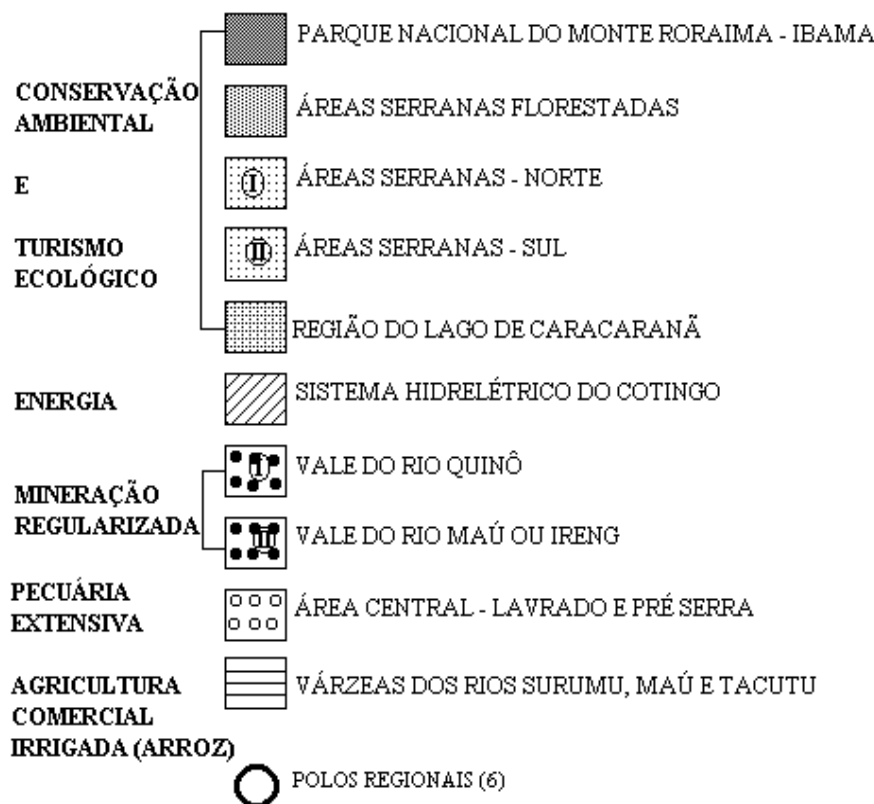 PARQUE NACIONAL DO MONTE RORAIMA - IBAMA
CONSERVAÇÃO
AMBIENTAL
ÁREAS SERRANAS FLORESTADAS
E
I
ÁREAS SERRANAS - NORTE
TURISMO
ECOLÓGICO
II
ÁREAS SERRANAS - SUL
REGIÃO DO LAGO DE CARACARANÃ
ENERGIA
SISTEMA HIDRELÉTRICO DO COTINGO
MINERAÇÃO
REGULARIZADA
I
VALE DO RIO QUINÔ
II
VALE DO RIO MAÚ OU IRENG
PECUÁRIA
EXTENSIVA
ÁREA CENTRAL - LAVRADO E PRÉ SERRA
AGRICULTURA
COMERCIAL
IRRIGADA (ARROZ)
VÁRZEAS DOS RIOS SURUMU, MAÚ E TACUTU
POLOS REGIONAIS (6)